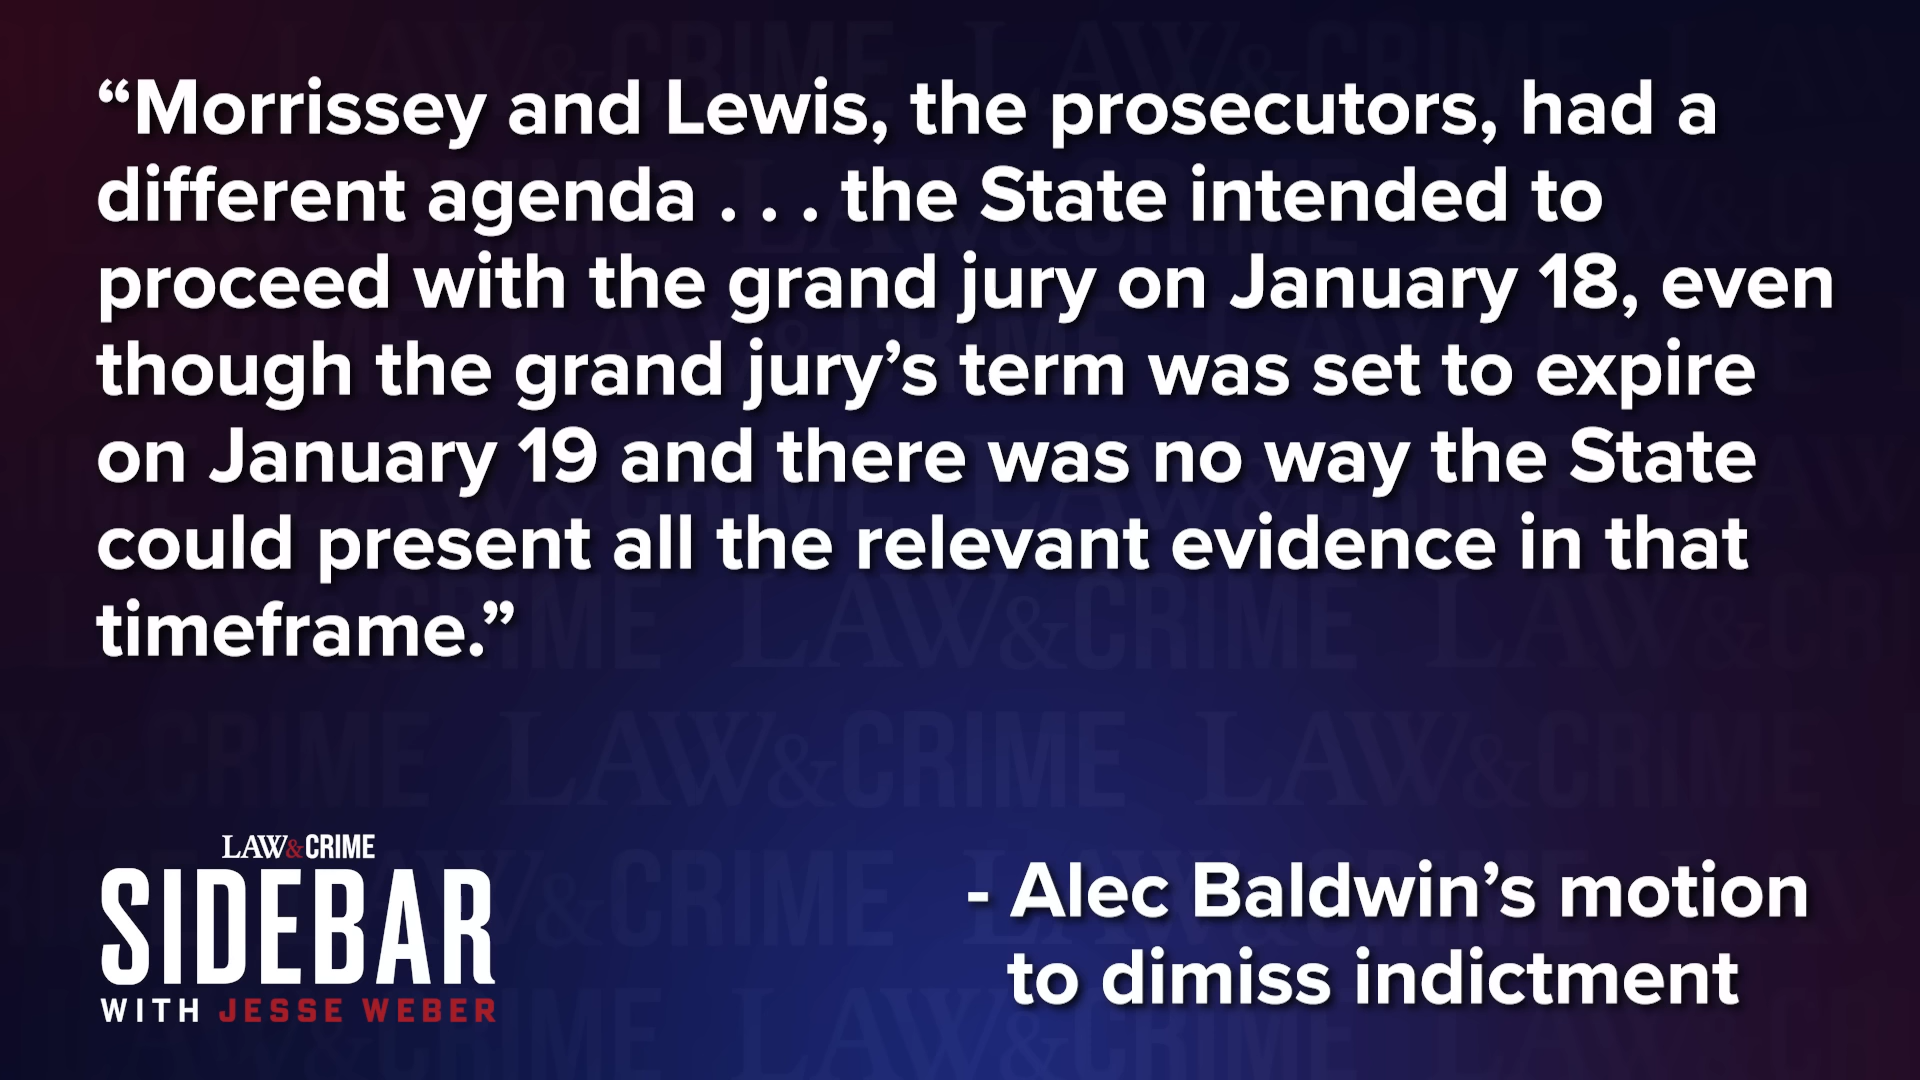 “Morrissey and Lewis, the prosecutors, had a
different agenda . . . the State intended to
proceed with the grand jury on January 18, even
though the grand jury’s term was set to expire
on January 19 and there was no way the State
could present all the relevant evidence in that
timeframe.”
LAW&CRIME
SIDEBAR
WITH JESSE WEBER
- Alec Baldwin’s motion
to dimiss indictment